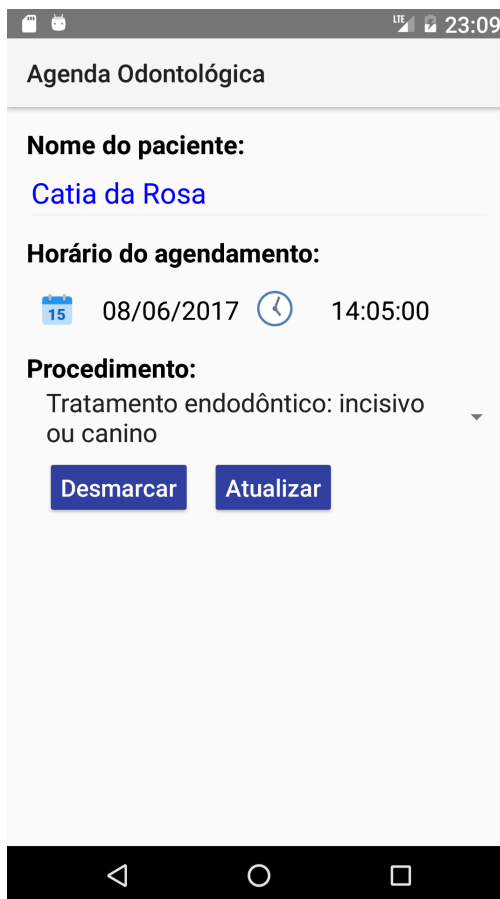 LTE 23:09
Agenda Odontológica
Nome do paciente:
Catia da Rosa
Horário do agendamento:
15 08/06/2017 14:05:00
Procedimento:
Tratamento endodôntico: incisivo
ou canino
Desmarcar Atualizar